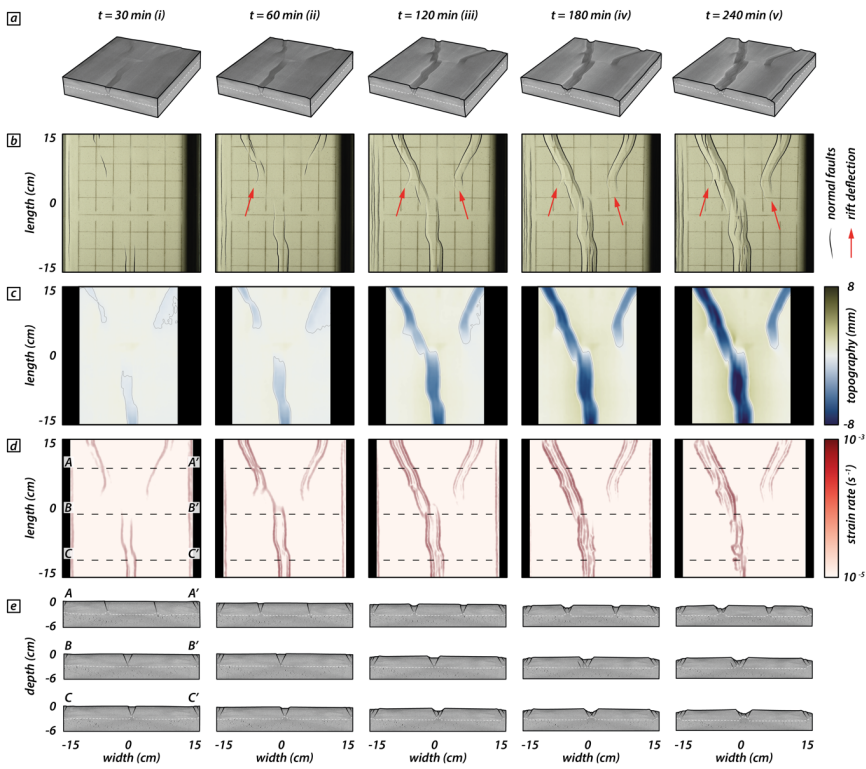 a t = 30 min (i) t = 60 min (ii) t = 120 min (iii) t = 180 min (iv) t = 240 min (v)
b 15 0 -15 length (cm)
normal faults
rift deflection
c 15 0 -15 length (cm)
8 topography (mm) -8
d 15 0 -15 length (cm)
A A' B B' C C'
10⁻³ strain rate (s⁻¹) 10⁻⁵
e A A'
0 -6
B B'
0 -6
depth (cm)
C C'
0 -6
-15 0 15 -15 0 15 -15 0 15 -15 0 15 -15 0 15
width (cm) width (cm) width (cm) width (cm) width (cm)